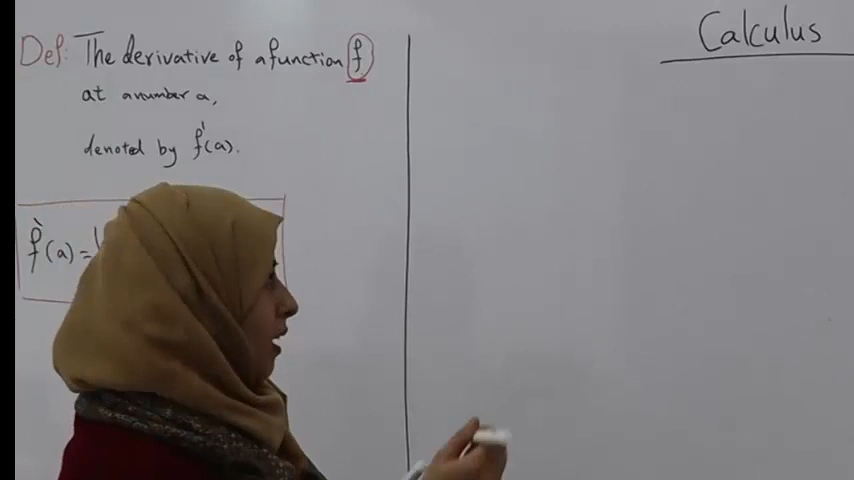 Calculus
Def: The derivative of a function f
at a number a,
denoted by f'(a).
f'(a) =